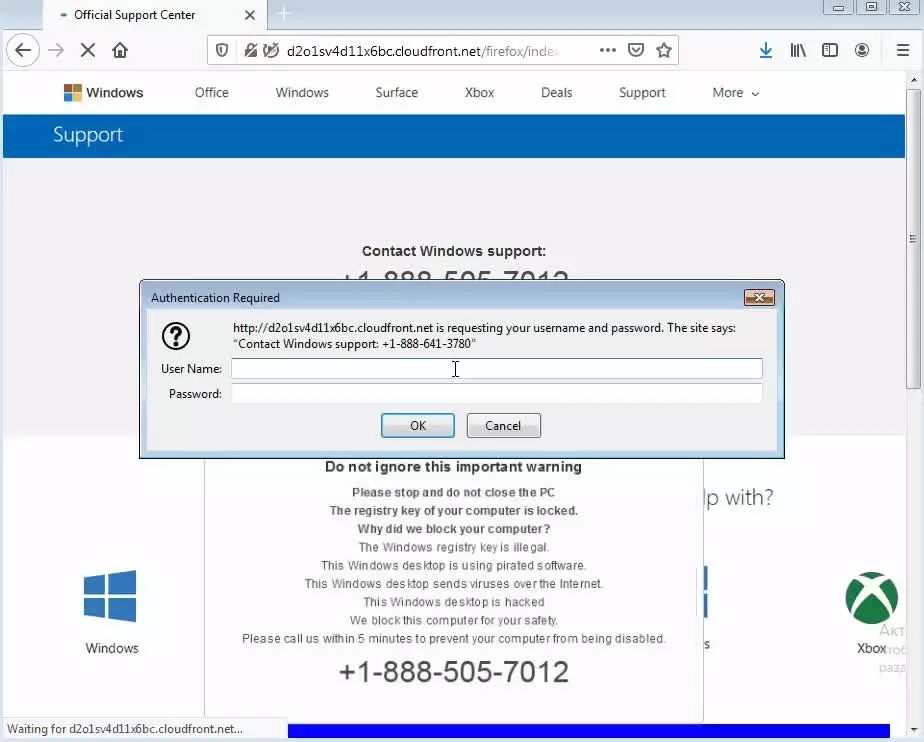 Official Support Center
d2o1sv4d11x6bc.cloudfront.net/firefox/inde
Windows
Office
Windows
Surface
Xbox
Deals
Support
More
Support
Contact Windows support:
+1-888-505-7012
Authentication Required
http://d2o1sv4d11x6bc.cloudfront.net is requesting your username and password. The site says:
“Contact Windows support: +1-888-641-3780”
User Name:
Password:
OK
Cancel
Do not ignore this important warning
Please stop and do not close the PC
The registry key of your computer is locked.
Why did we block your computer?
The Windows registry key is illegal.
This Windows desktop is using pirated software.
This Windows desktop sends viruses over the Internet.
This Windows desktop is hacked
We block this computer for your safety.
Please call us within 5 minutes to prevent your computer from being disabled.
+1-888-505-7012
lp with?
Windows
s
Xbox
Акт
тоб
разд
Waiting for d2o1sv4d11x6bc.cloudfront.net...